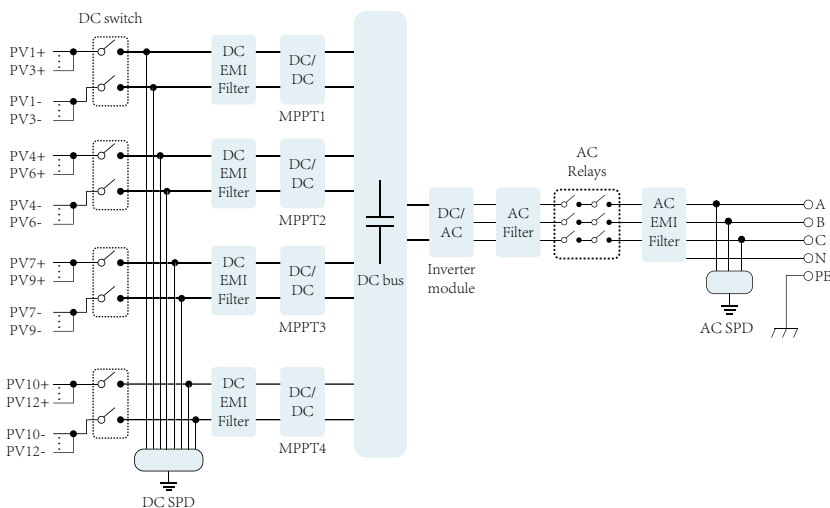 DC switch
PV1+
PV3+
PV1-
PV3-
DC
EMI
Filter
DC/
DC
MPPT1
PV4+
PV6+
PV4-
PV6-
DC
EMI
Filter
DC/
DC
MPPT2
PV7+
PV9+
PV7-
PV9-
DC
EMI
Filter
DC/
DC
MPPT3
PV10+
PV12+
PV10-
PV12-
DC
EMI
Filter
DC/
DC
MPPT4
DC SPD
DC bus
DC/
AC
Inverter
module
AC
Filter
AC
Relays
AC
EMI
Filter
A
B
C
N
PE
AC SPD